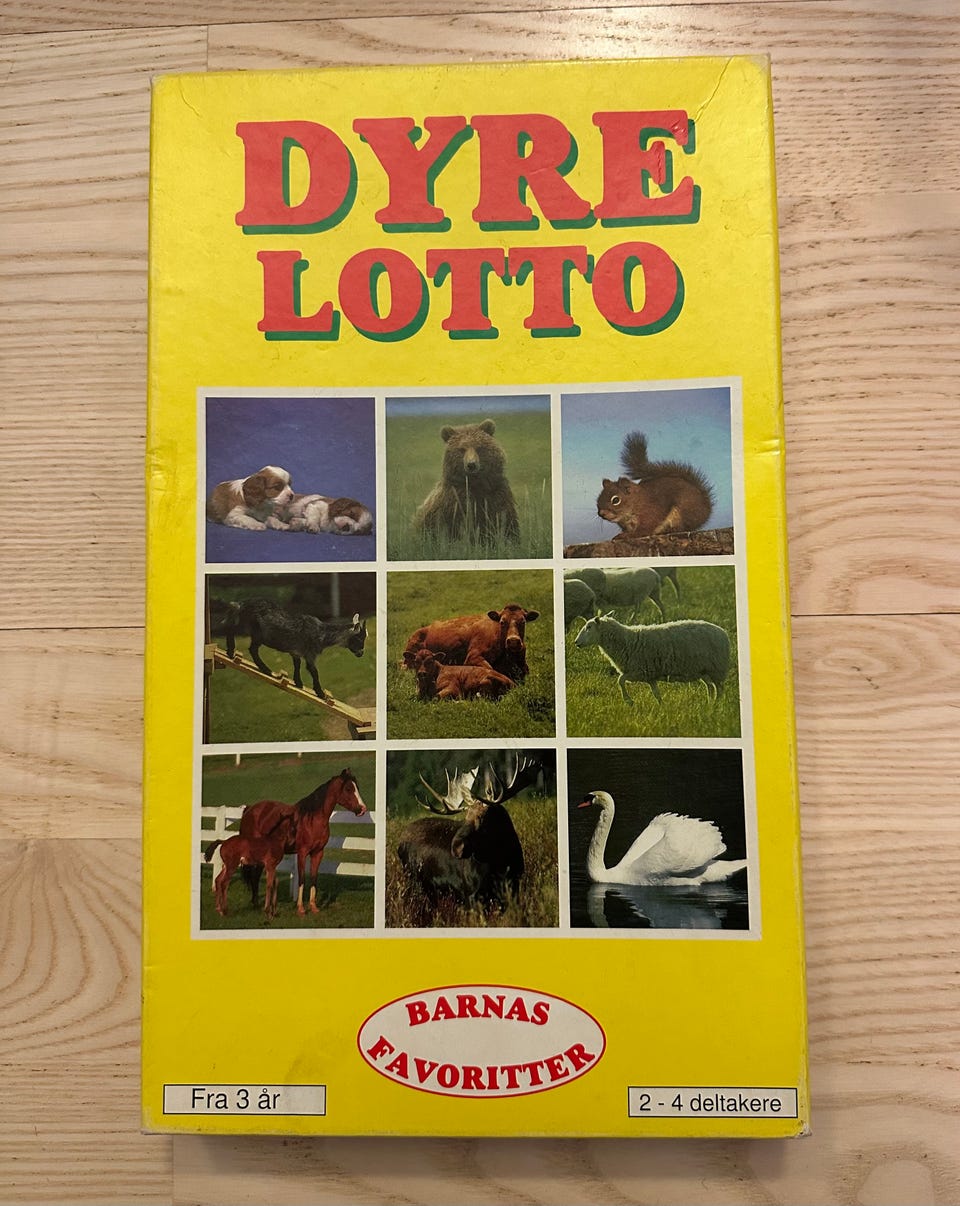 DYRE
LOTTO
BARNAS
FAVORITTER
Fra 3 år
2 - 4 deltakere